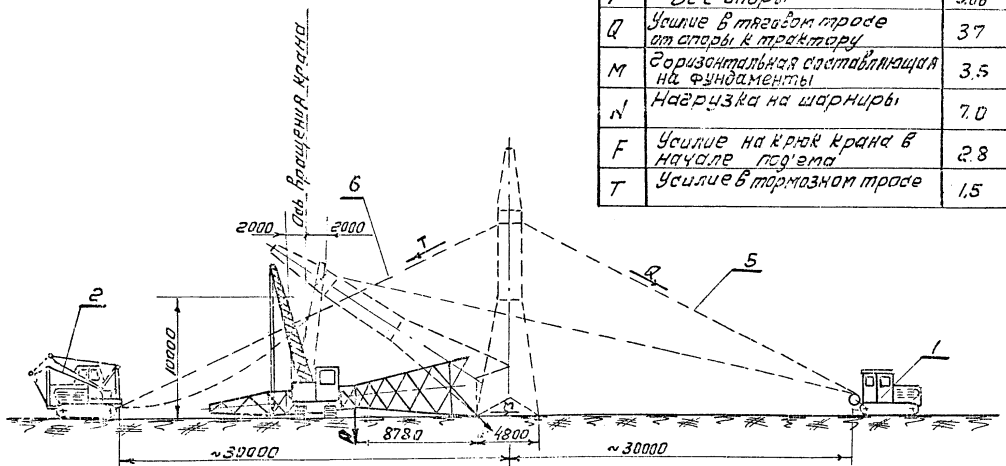 Q Усилие в тяговом тросе 37
от опоры к трактору
M Горизонтальная составляющая 3.5
на фундаменты
N Нагрузка на шарниры 7.0
F Усилие на крюк крана в 2.8
начале под'ема
T Усилие в тормозном тросе 1.5
Ось вращения крана
6
2000 2000
T
Q
5
2
10000
1
M
P
8780 4800
~30000 ~30000